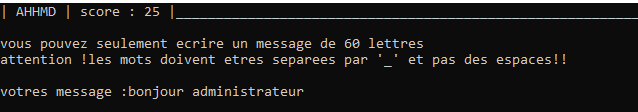 | AHHMD | score : 25 |____________________________________________________________
vous pouvez seulement ecrire un message de 60 lettres
attention !les mots doivent etres separees par '_' et pas des espaces!!
votres message :bonjour administrateur